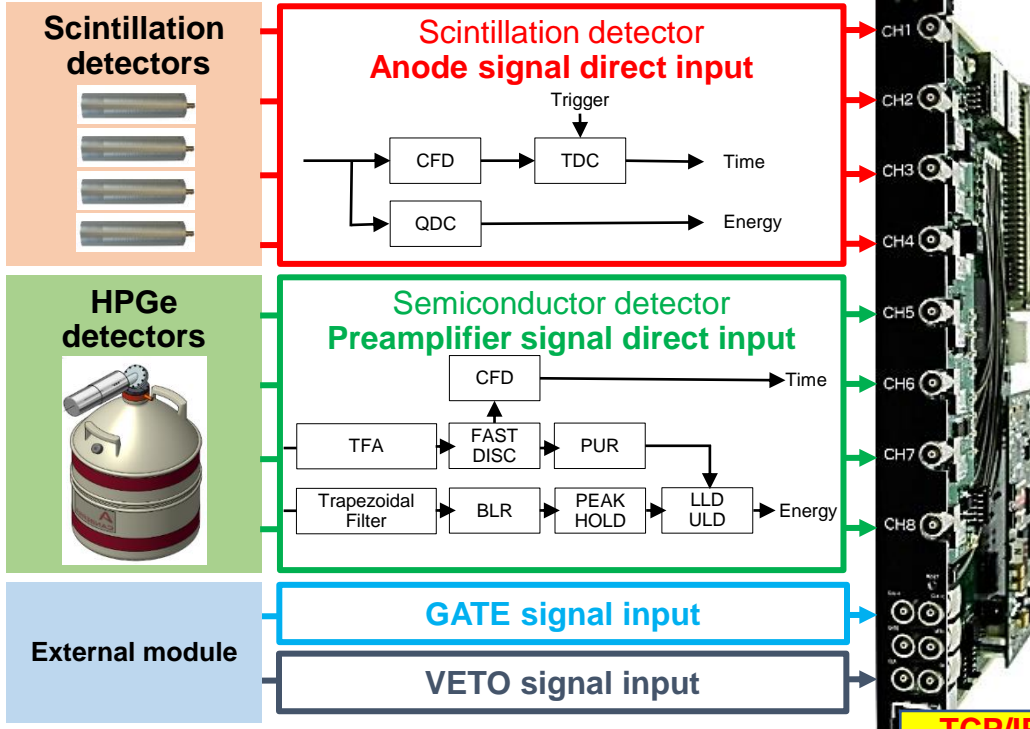 Scintillation
detectors
Scintillation detector
Anode signal direct input
Trigger
CFD
TDC
Time
QDC
Energy
HPGe
detectors
Semiconductor detector
Preamplifier signal direct input
CFD
Time
TFA
FAST
DISC
PUR
Trapezoidal
Filter
BLR
PEAK
HOLD
LLD
ULD
Energy
External module
GATE signal input
VETO signal input
CH1
CH2
CH3
CH4
CH5
CH6
CH7
CH8